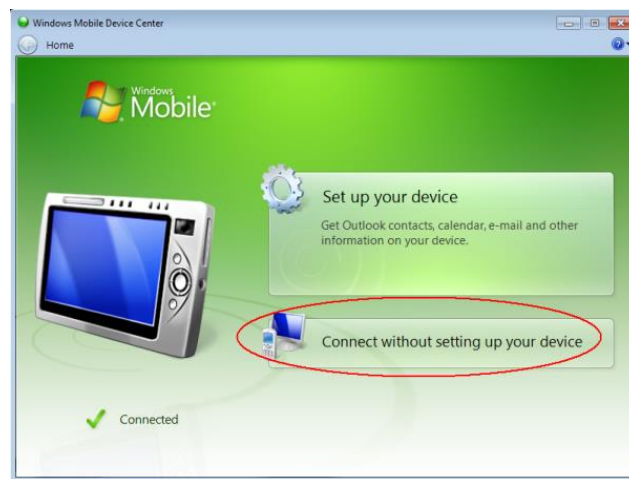 Windows Mobile Device Center
Home
Windows
Mobile
Set up your device
Get Outlook contacts, calendar, e-mail and other
information on your device.
Connect without setting up your device
Connected